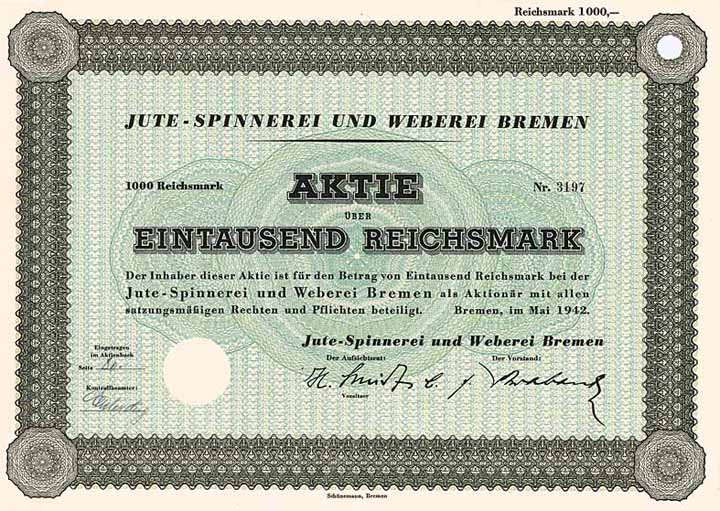 Reichsmark 1000,—
JUTE-SPINNEREI UND WEBEREI BREMEN
1000 Reichsmark
AKTIE
Nr. 3197
ÜBER
EINTAUSEND REICHSMARK
Der Inhaber dieser Aktie ist für den Betrag von Eintausend Reichsmark bei der
Jute-Spinnerei und Weberei Bremen als Aktionär mit allen
satzungsmäßigen Rechten und Pflichten beteiligt. Bremen, im Mai 1942.
Jute-Spinnerei und Weberei Bremen
Der Aufsichtsrat:
Der Vorstand:
Vorsitzer
Eingetragen
im Aktienbuch
Seite
Kontrollbeamter:
Schünemann, Bremen